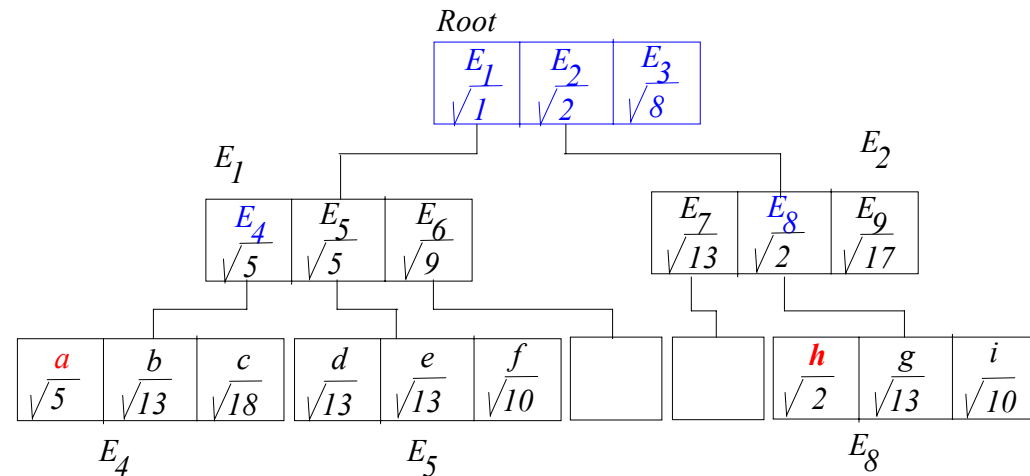 Root
E1 E2 E3
√1 √2 √8
E1 E2
E4 E5 E6 E7 E8 E9
√5 √5 √9 √13 √2 √17
a b c d e f h g i
√5 √13 √18 √13 √13 √10 √2 √13 √10
E4 E5 E8